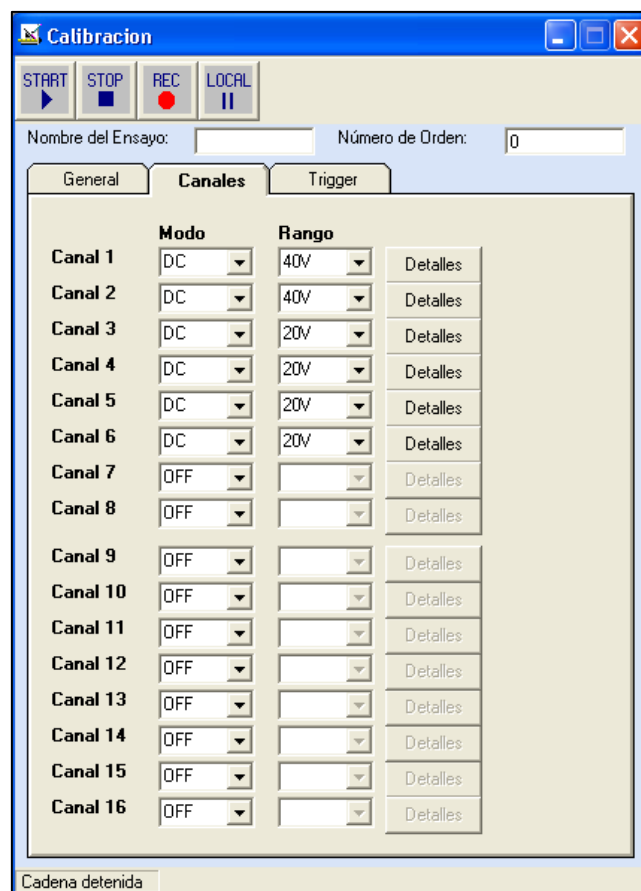 Calibracion
START STOP REC LOCAL
Nombre del Ensayo: Número de Orden: 0
General Canales Trigger
Modo Rango
Canal 1 DC 40V Detalles
Canal 2 DC 40V Detalles
Canal 3 DC 20V Detalles
Canal 4 DC 20V Detalles
Canal 5 DC 20V Detalles
Canal 6 DC 20V Detalles
Canal 7 OFF Detalles
Canal 8 OFF Detalles
Canal 9 OFF Detalles
Canal 10 OFF Detalles
Canal 11 OFF Detalles
Canal 12 OFF Detalles
Canal 13 OFF Detalles
Canal 14 OFF Detalles
Canal 15 OFF Detalles
Canal 16 OFF Detalles
Cadena detenida